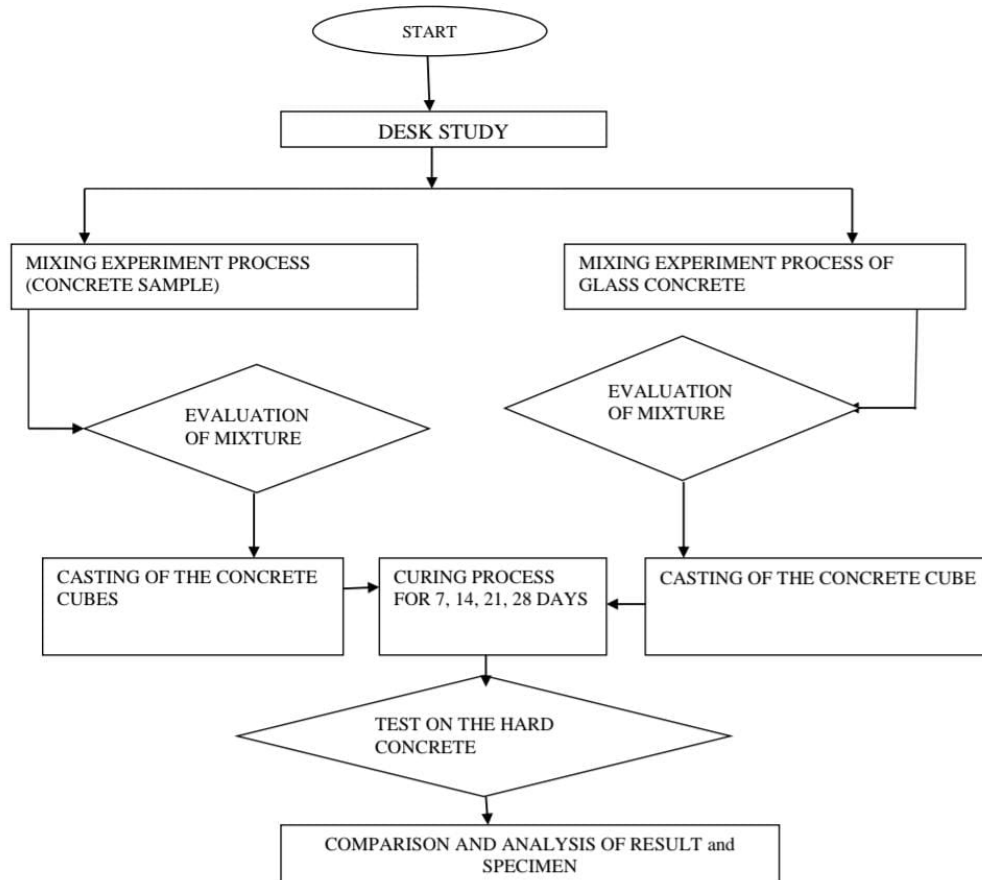 START
DESK STUDY
MIXING EXPERIMENT PROCESS
(CONCRETE SAMPLE)
MIXING EXPERIMENT PROCESS OF
GLASS CONCRETE
EVALUATION
OF MIXTURE
EVALUATION
OF MIXTURE
CASTING OF THE CONCRETE
CUBES
CURING PROCESS
FOR 7, 14, 21, 28 DAYS
CASTING OF THE CONCRETE CUBE
TEST ON THE HARD
CONCRETE
COMPARISON AND ANALYSIS OF RESULT and
SPECIMEN